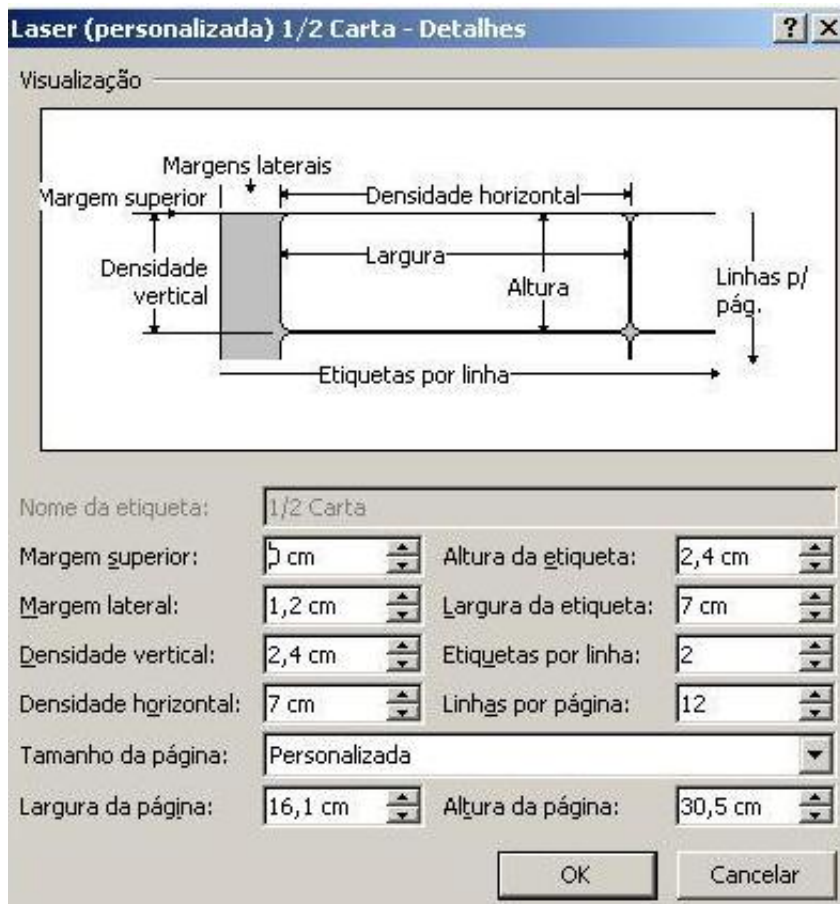 Laser (personalizada) 1/2 Carta - Detalhes ? X
Visualização
Margens laterais
Margem superior
Densidade horizontal
Densidade vertical
Largura
Altura
Linhas p/ pág.
Etiquetas por linha
Nome da etiqueta: 1/2 Carta
Margem superior: 0 cm Altura da etiqueta: 2,4 cm
Margem lateral: 1,2 cm Largura da etiqueta: 7 cm
Densidade vertical: 2,4 cm Etiquetas por linha: 2
Densidade horizontal: 7 cm Linhas por página: 12
Tamanho da página: Personalizada
Largura da página: 16,1 cm Altura da página: 30,5 cm
OK Cancelar